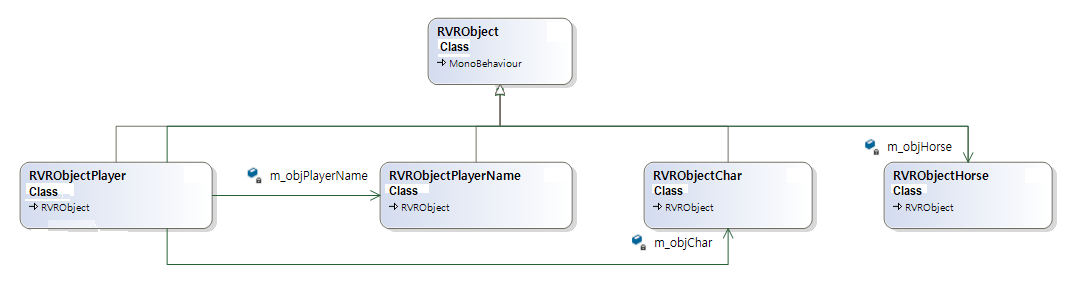 RVRObject
Class
MonoBehaviour
m_objHorse
RVRObjectPlayer
Class
RVRObject
m_objPlayerName
RVRObjectPlayerName
Class
RVRObject
RVRObjectChar
Class
RVRObject
RVRObjectHorse
Class
RVRObject
m_objChar